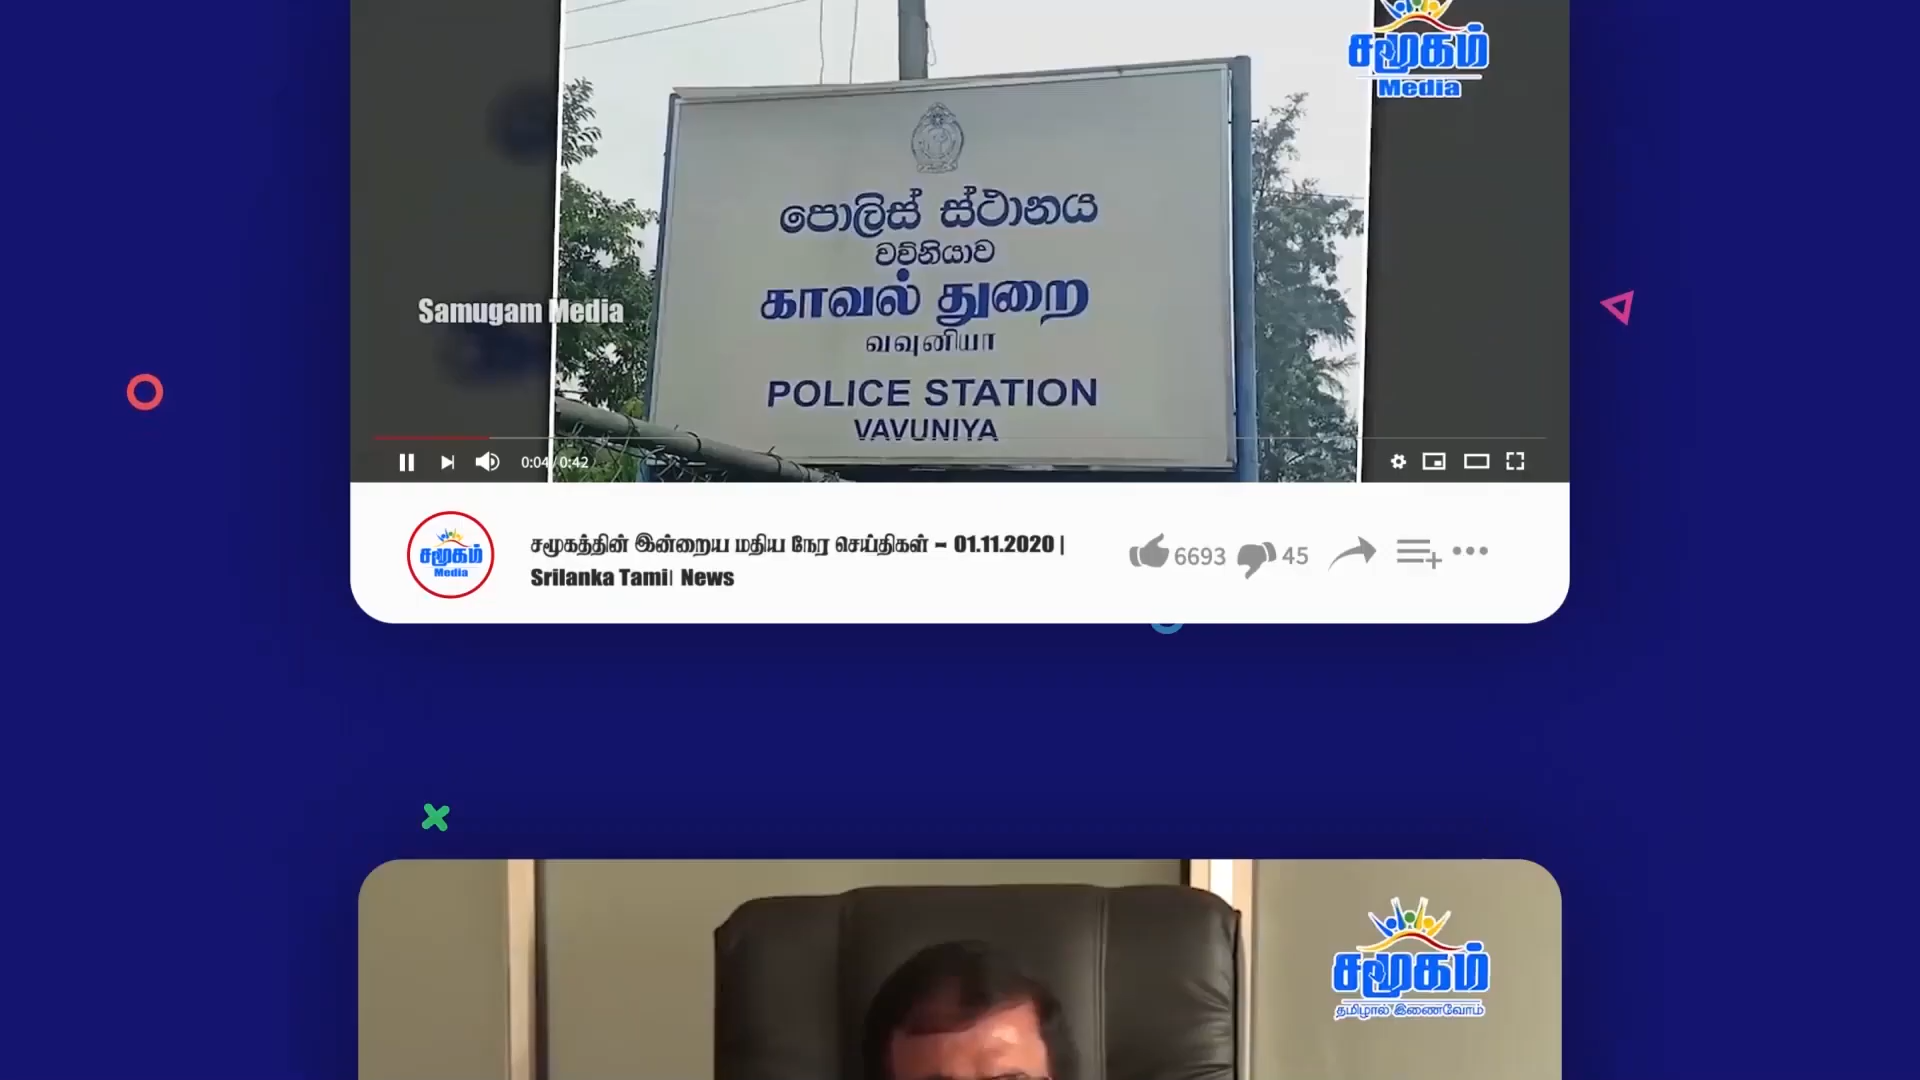 சமூகம்
Media
පොලිස් ස්ථානය
වව්නියාව
காவல் துறை
வவுனியா
POLICE STATION
VAVUNIYA
Samugam Media
0:04/0:42
சமூகம்
Media
சமூகத்தின் இன்றைய மதிய நேர செய்திகள் – 01.11.2020 |
Srilanka Tamil News
6693
45
சமூகம்
தமிழால் இணைவோம்